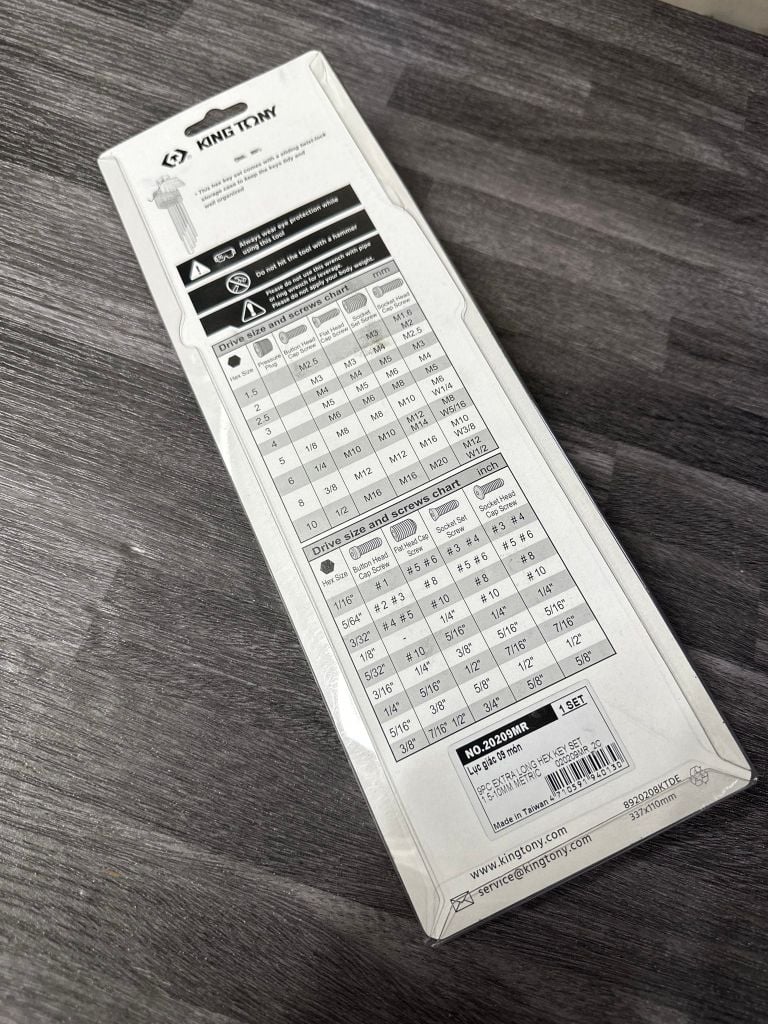 KING TONY
• This hex key set comes with a sliding twist-lock
storage case to keep the keys tidy and
well organized
Always wear eye protection while
using this tool
Do not hit the tool with a hammer
Please do not use this wrench with pipe
or ring wrench for leverage.
Please do not apply your body weight.
Drive size and screws chart mm
Hex Size Pressure Plug Button Head Cap Screw Flat Head Cap Screw Socket Set Screw Socket Head Cap Screw
1.5 M2.5 M3 M1.6 M2
2 M3 M3 M4 M2.5
2.5 M4 M4 M5 M3
3 M5 M5 M6 M4
4 M6 M6 M8 M5
5 1/8 M8 M8 M10 M6 W1/4
6 1/4 M10 M10 M12 M14 M8 W5/16
8 3/8 M12 M12 M16 M10 W3/8
10 1/2 M16 M16 M20 M12 W1/2
Drive size and screws chart inch
Hex Size Button Head Cap Screw Flat Head Cap Screw Socket Set Screw Socket Head Cap Screw
1/16" # 1 # 5 # 6 # 3 # 4
5/64" # 2 # 3 # 3 # 4 # 8 # 5 # 6
3/32" # 4 # 5 # 5 # 6 # 10 # 8
1/8" - # 8 1/4" # 10
5/32" # 10 # 10 5/16" 1/4"
3/16" 1/4" 1/4" 3/8" 5/16"
1/4" 5/16" 5/16" 1/2" 7/16"
5/16" 3/8" 7/16" 5/8" 1/2"
3/8" 7/16" 1/2" 1/2" 3/4" 5/8" 5/8"
NO.20209MR 1 SET
Lục giác 09 món
9PC EXTRA LONG HEX KEY SET
1.5-10MM METRIC 020209MR_2C
Made in Taiwan 4 710591 940130
www.kingtony.com 8920208KTDE
service@kingtony.com 337x110mm